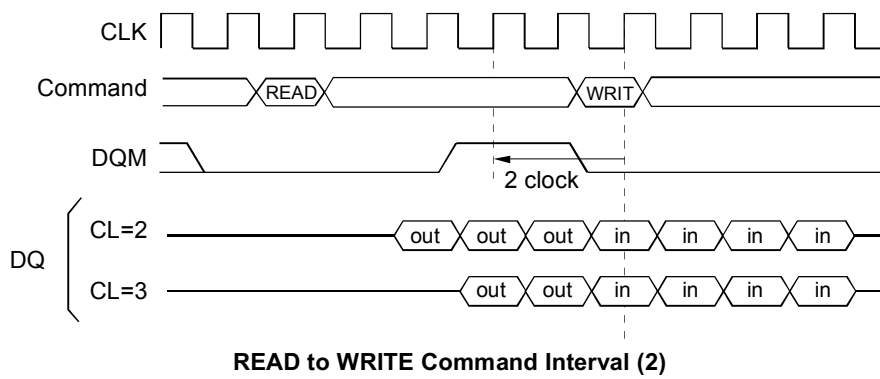 CLK
Command READ WRIT
DQM
2 clock
CL=2 out out out in in in in
DQ
CL=3 out out in in in in
READ to WRITE Command Interval (2)